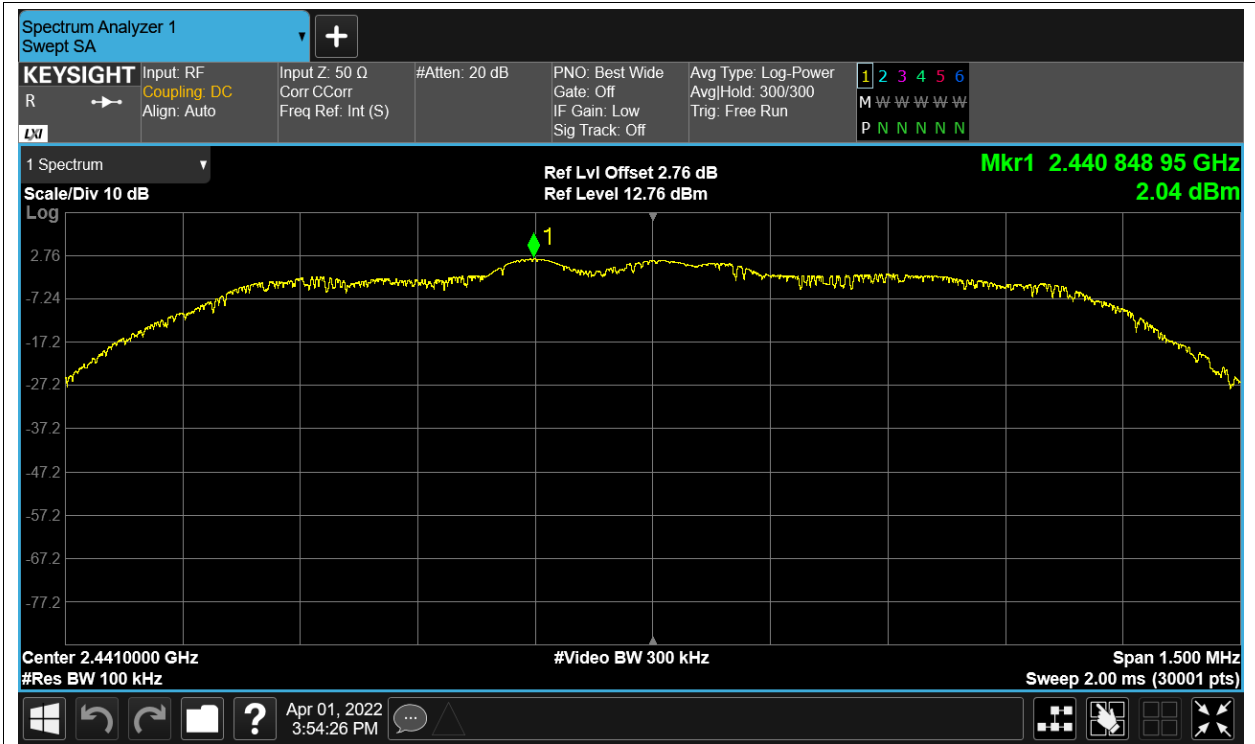 Spectrum Analyzer 1
Swept SA
+
KEYSIGHT
R
LXI
Input: RF
Coupling: DC
Align: Auto
Input Z: 50 Ω
Corr CCorr
Freq Ref: Int (S)
#Atten: 20 dB
PNO: Best Wide
Gate: Off
IF Gain: Low
Sig Track: Off
Avg Type: Log-Power
Avg|Hold: 300/300
Trig: Free Run
1 2 3 4 5 6
M W W W W W
P N N N N N
1 Spectrum
Scale/Div 10 dB
Log
Ref Lvl Offset 2.76 dB
Ref Level 12.76 dBm
Mkr1 2.440 848 95 GHz
2.04 dBm
1
2.76
-7.24
-17.2
-27.2
-37.2
-47.2
-57.2
-67.2
-77.2
Center 2.4410000 GHz
#Res BW 100 kHz
#Video BW 300 kHz
Span 1.500 MHz
Sweep 2.00 ms (30001 pts)
?
Apr 01, 2022
3:54:26 PM